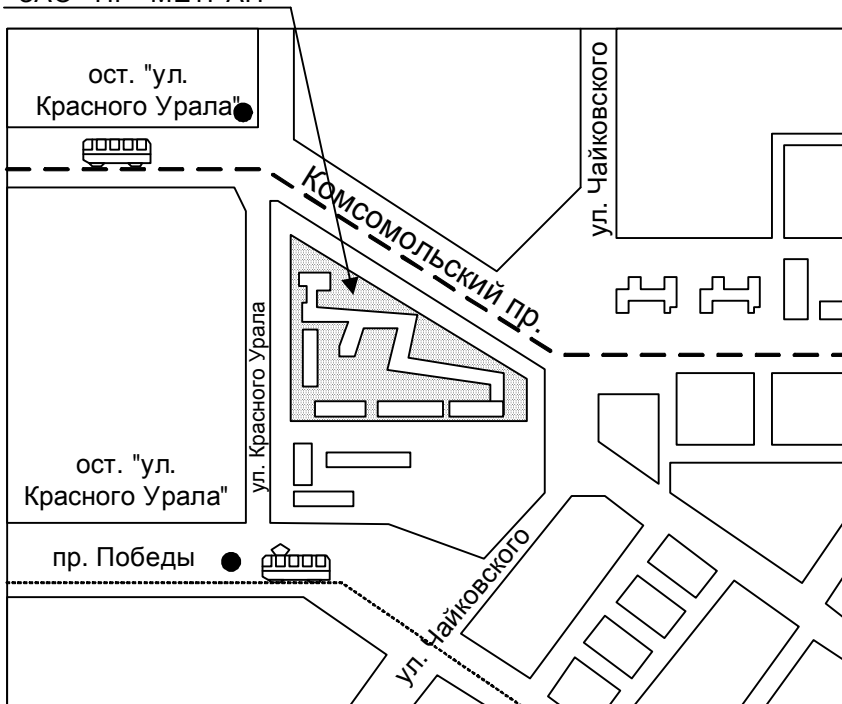 ост. "ул.
Красного Урала"
ул. Чайковского
Комсомольский пр.
ул. Красного Урала
ост. "ул.
Красного Урала"
пр. Победы
ул. Чайковского